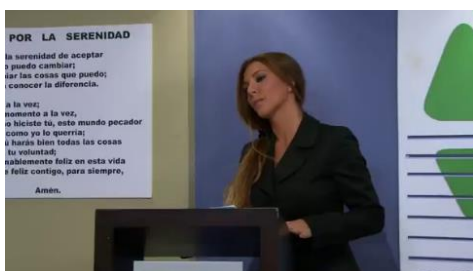 POR LA SERENIDAD
la serenidad de aceptar
puedo cambiar;
las cosas que puedo;
conocer la diferencia.
a la vez;
momento a la vez,
hiciste tú, este mundo pecador
como yo lo querría;
harás bien todas las cosas
tu voluntad;
feliz en esta vida
feliz contigo, para siempre,
Amén.